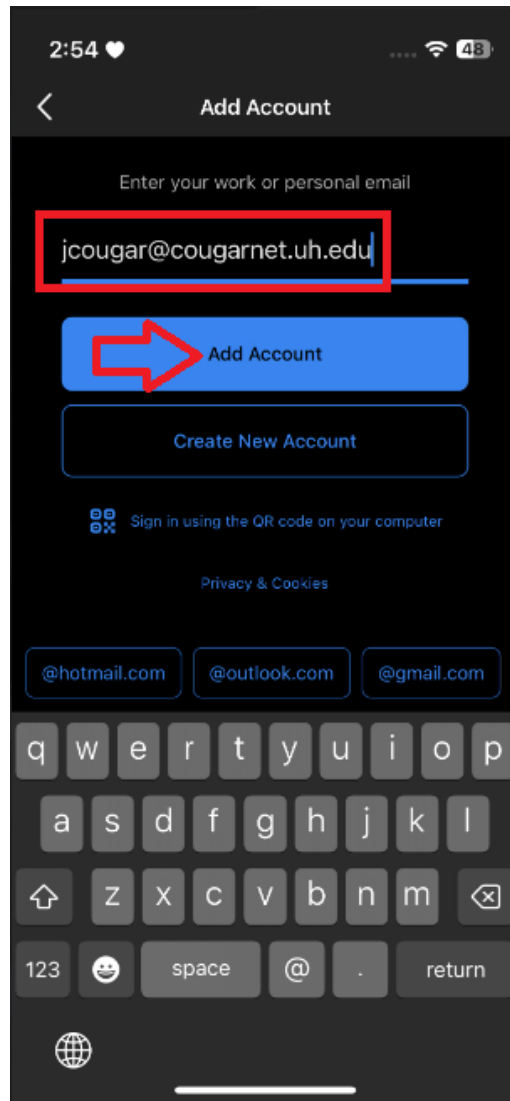 2:54 48
Add Account
Enter your work or personal email
jcougar@cougarnet.uh.edu
Add Account
Create New Account
Sign in using the QR code on your computer
Privacy & Cookies
@hotmail.com @outlook.com @gmail.com
q w e r t y u i o p
a s d f g h j k l
z x c v b n m
123 space @ . return